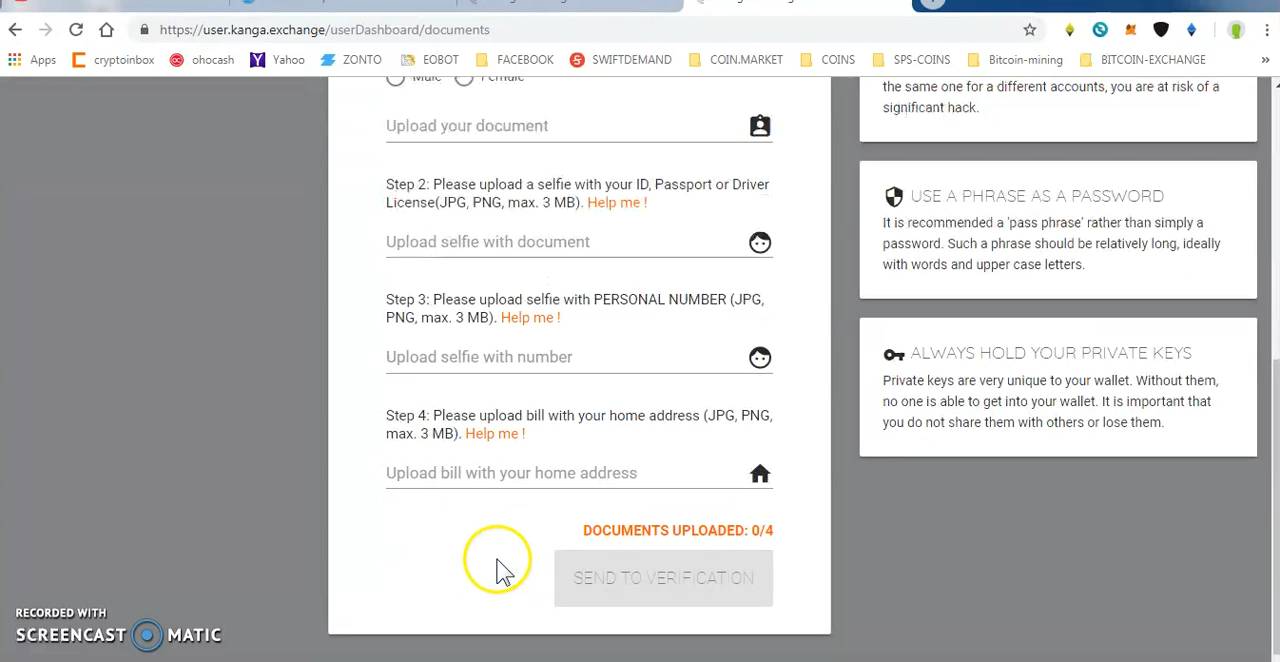 https://user.kanga.exchange/userDashboard/documents
Apps cryptoinbox ohocash Yahoo ZONTO EOBOT FACEBOOK SWIFTDEMAND COIN.MARKET COINS SPS-COINS Bitcoin-mining BITCOIN-EXCHANGE »
Male Female
Upload your document
Step 2: Please upload a selfie with your ID, Passport or Driver
License(JPG, PNG, max. 3 MB). Help me !
Upload selfie with document
Step 3: Please upload selfie with PERSONAL NUMBER (JPG,
PNG, max. 3 MB). Help me !
Upload selfie with number
Step 4: Please upload bill with your home address (JPG, PNG,
max. 3 MB). Help me !
Upload bill with your home address
DOCUMENTS UPLOADED: 0/4
SEND TO VERIFICATION
the same one for a different accounts, you are at risk of a
significant hack.
USE A PHRASE AS A PASSWORD
It is recommended a 'pass phrase' rather than simply a
password. Such a phrase should be relatively long, ideally
with words and upper case letters.
ALWAYS HOLD YOUR PRIVATE KEYS
Private keys are very unique to your wallet. Without them,
no one is able to get into your wallet. It is important that
you do not share them with others or lose them.
RECORDED WITH
SCREENCAST MATIC